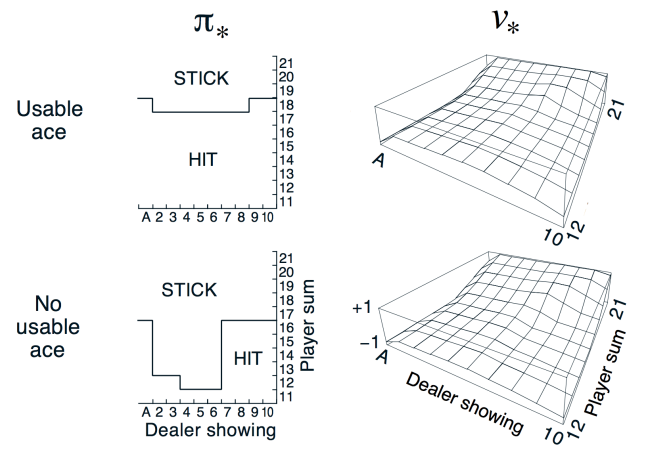 π*
v*
Usable
ace
STICK
HIT
21
20
19
18
17
16
15
14
13
12
11
A 2 3 4 5 6 7 8 9 10
A
21
10
12
No
usable
ace
STICK
HIT
21
20
19
18
17
16
15
14
13
12
11
Player sum
A 2 3 4 5 6 7 8 9 10
Dealer showing
+1
−1
A
Dealer showing
10
12
Player sum
21